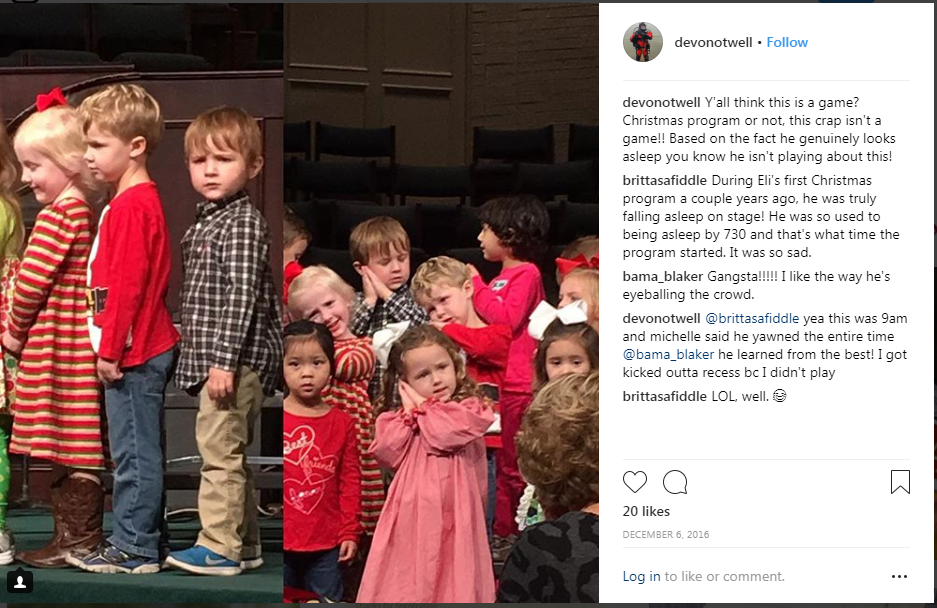 devonotwell • Follow
devonotwell Y'all think this is a game?
Christmas program or not, this crap isn't a
game!! Based on the fact he genuinely looks
asleep you know he isn't playing about this!
brittasafiddle During Eli's first Christmas
program a couple years ago, he was truly
falling asleep on stage! He was so used to
being asleep by 730 and that's what time the
program started. It was so sad.
bama_blaker Gangsta!!!!! I like the way he's
eyeballing the crowd.
devonotwell @brittasafiddle yea this was 9am
and michelle said he yawned the entire time
@bama_blaker he learned from the best! I got
kicked outta recess bc I didn't play
brittasafiddle LOL, well. 😂
20 likes
DECEMBER 6, 2016
Log in to like or comment.
Best
friends